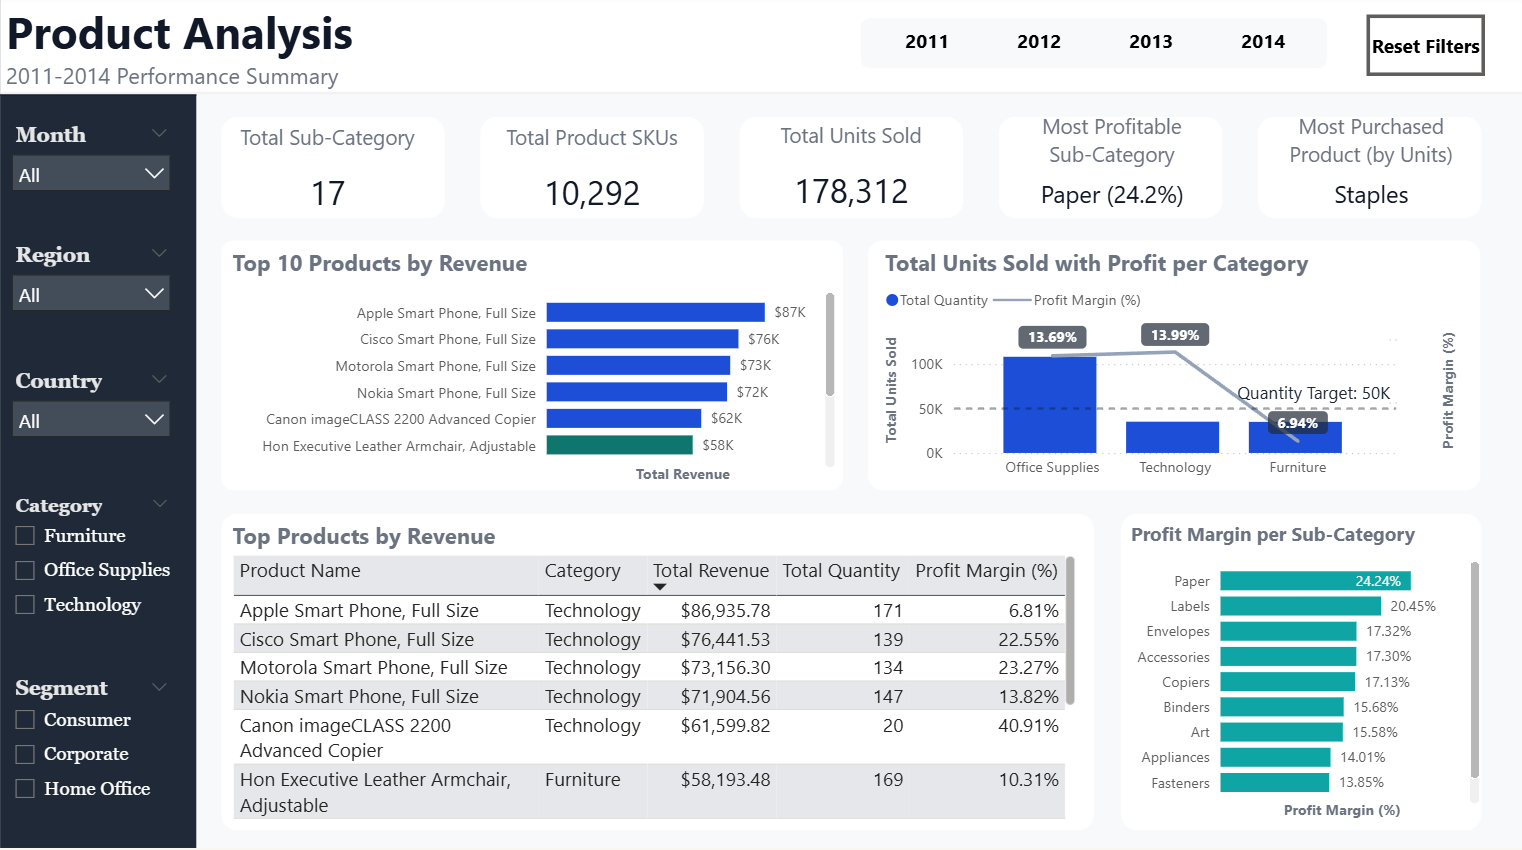 Product Analysis
2011-2014 Performance Summary
2011 2012 2013 2014
Reset Filters
Month
All
Region
All
Country
All
Category
Furniture
Office Supplies
Technology
Segment
Consumer
Corporate
Home Office
Total Sub-Category
17
Total Product SKUs
10,292
Total Units Sold
178,312
Most Profitable
Sub-Category
Paper (24.2%)
Most Purchased
Product (by Units)
Staples
Top 10 Products by Revenue
Apple Smart Phone, Full Size $87K
Cisco Smart Phone, Full Size $76K
Motorola Smart Phone, Full Size $73K
Nokia Smart Phone, Full Size $72K
Canon imageCLASS 2200 Advanced Copier $62K
Hon Executive Leather Armchair, Adjustable $58K
Total Revenue
Total Units Sold with Profit per Category
Total Quantity Profit Margin (%)
Total Units Sold
100K
50K
0K
13.69% 13.99%
Quantity Target: 50K
6.94%
Office Supplies Technology Furniture
Profit Margin (%)
Top Products by Revenue
Product Name Category Total Revenue Total Quantity Profit Margin (%)
Apple Smart Phone, Full Size Technology $86,935.78 171 6.81%
Cisco Smart Phone, Full Size Technology $76,441.53 139 22.55%
Motorola Smart Phone, Full Size Technology $73,156.30 134 23.27%
Nokia Smart Phone, Full Size Technology $71,904.56 147 13.82%
Canon imageCLASS 2200 Technology $61,599.82 20 40.91%
Advanced Copier
Hon Executive Leather Armchair, Furniture $58,193.48 169 10.31%
Adjustable
Profit Margin per Sub-Category
Paper 24.24%
Labels 20.45%
Envelopes 17.32%
Accessories 17.30%
Copiers 17.13%
Binders 15.68%
Art 15.58%
Appliances 14.01%
Fasteners 13.85%
Profit Margin (%)